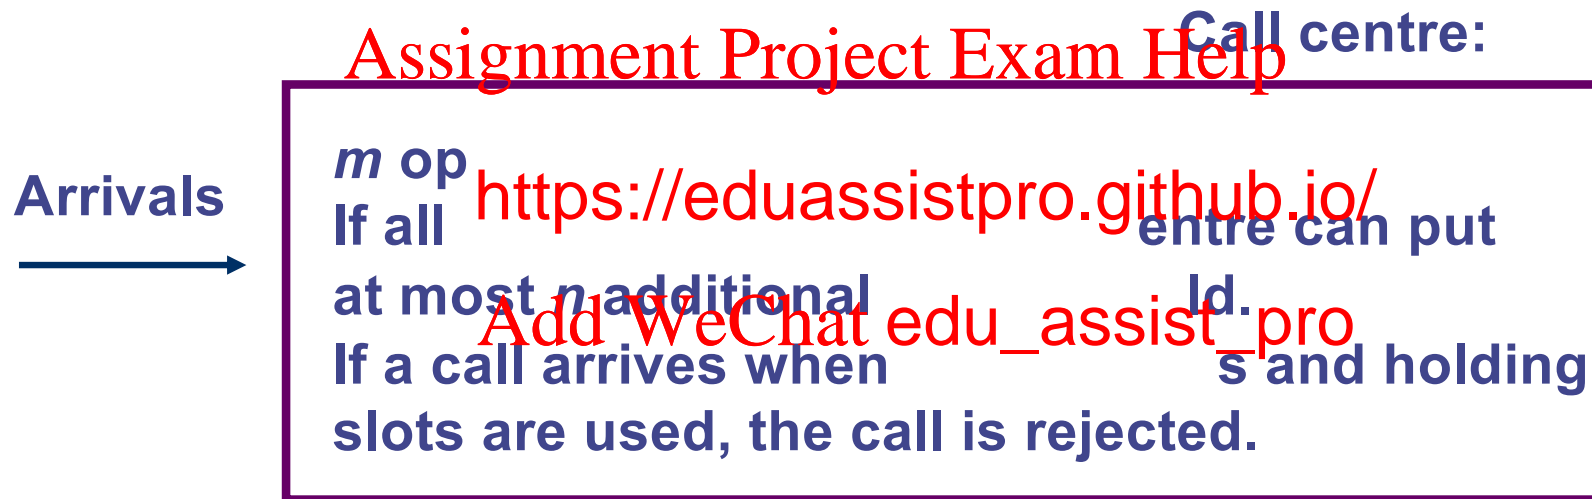 Call centre:
Assignment Project Exam Help
m op
Arrivals
https://eduassistpro.github.io/
If all entre can put
at most n additional ld.
Add WeChat edu_assist_pro
If a call arrives when s and holding
slots are used, the call is rejected.